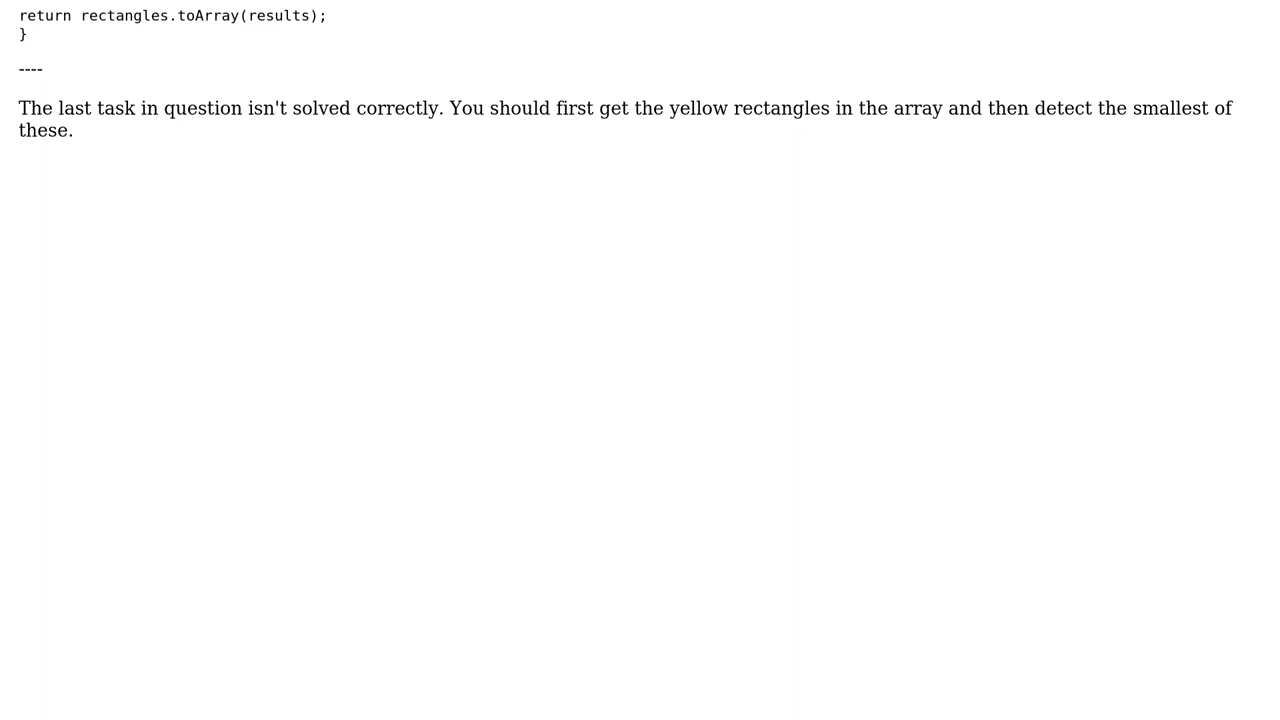 return rectangles.toArray(results);
}
----
The last task in question isn't solved correctly. You should first get the yellow rectangles in the array and then detect the smallest of
these.